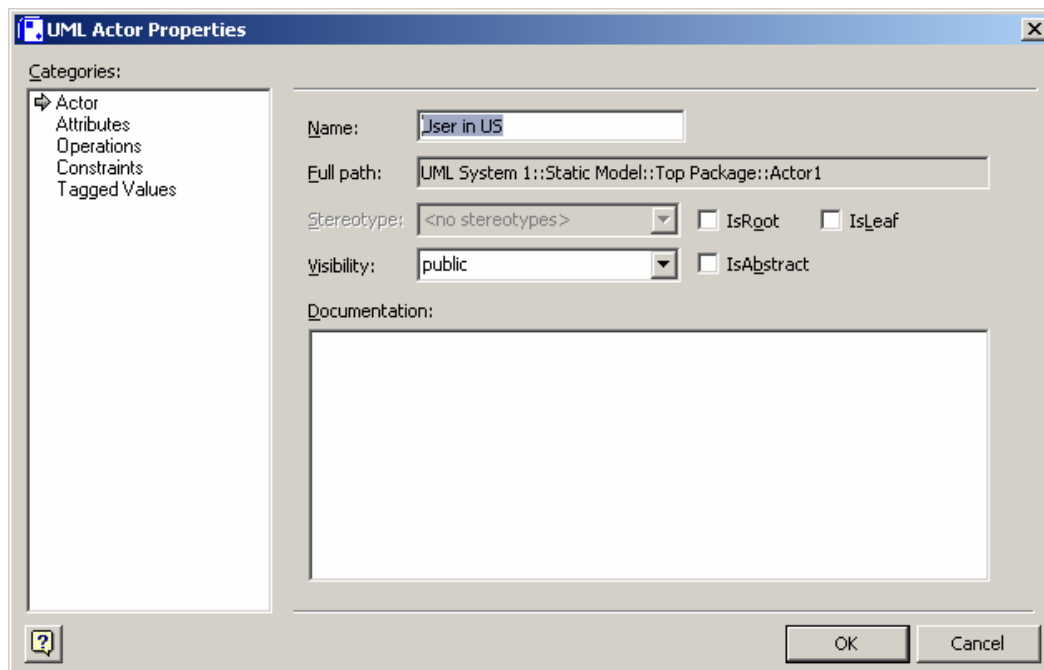 UML Actor Properties
Categories:
Actor
Attributes
Operations
Constraints
Tagged Values
Name: User in US
Full path: UML System 1::Static Model::Top Package::Actor1
Stereotype: <no stereotypes> IsRoot IsLeaf
Visibility: public IsAbstract
Documentation:
OK Cancel